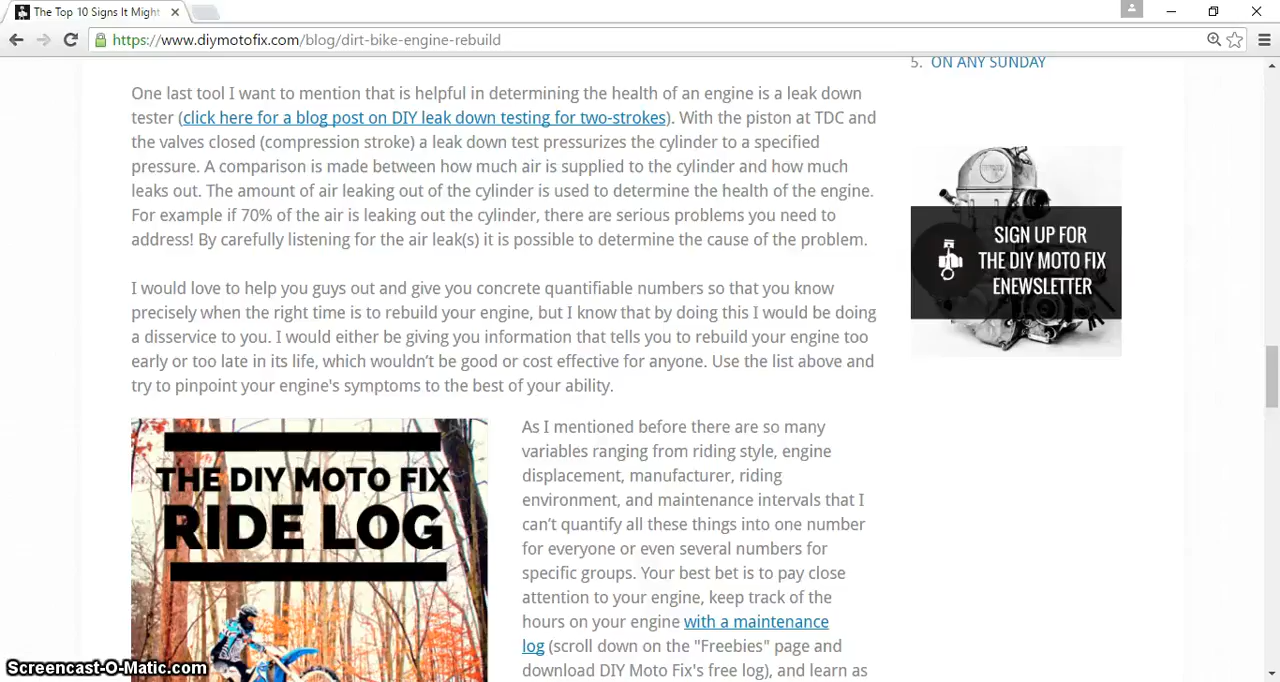 The Top 10 Signs It Might
https://www.diymotofix.com/blog/dirt-bike-engine-rebuild
5. ON ANY SUNDAY
One last tool I want to mention that is helpful in determining the health of an engine is a leak down
tester (click here for a blog post on DIY leak down testing for two-strokes). With the piston at TDC and
the valves closed (compression stroke) a leak down test pressurizes the cylinder to a specified
pressure. A comparison is made between how much air is supplied to the cylinder and how much
leaks out. The amount of air leaking out of the cylinder is used to determine the health of the engine.
For example if 70% of the air is leaking out the cylinder, there are serious problems you need to
address! By carefully listening for the air leak(s) it is possible to determine the cause of the problem.
I would love to help you guys out and give you concrete quantifiable numbers so that you know
precisely when the right time is to rebuild your engine, but I know that by doing this I would be doing
a disservice to you. I would either be giving you information that tells you to rebuild your engine too
early or too late in its life, which wouldn't be good or cost effective for anyone. Use the list above and
try to pinpoint your engine's symptoms to the best of your ability.
SIGN UP FOR
THE DIY MOTO FIX
ENEWSLETTER
THE DIY MOTO FIX
RIDE LOG
As I mentioned before there are so many
variables ranging from riding style, engine
displacement, manufacturer, riding
environment, and maintenance intervals that I
can't quantify all these things into one number
for everyone or even several numbers for
specific groups. Your best bet is to pay close
attention to your engine, keep track of the
hours on your engine with a maintenance
log (scroll down on the "Freebies" page and
download DIY Moto Fix's free log), and learn as
Screencast-O-Matic.com